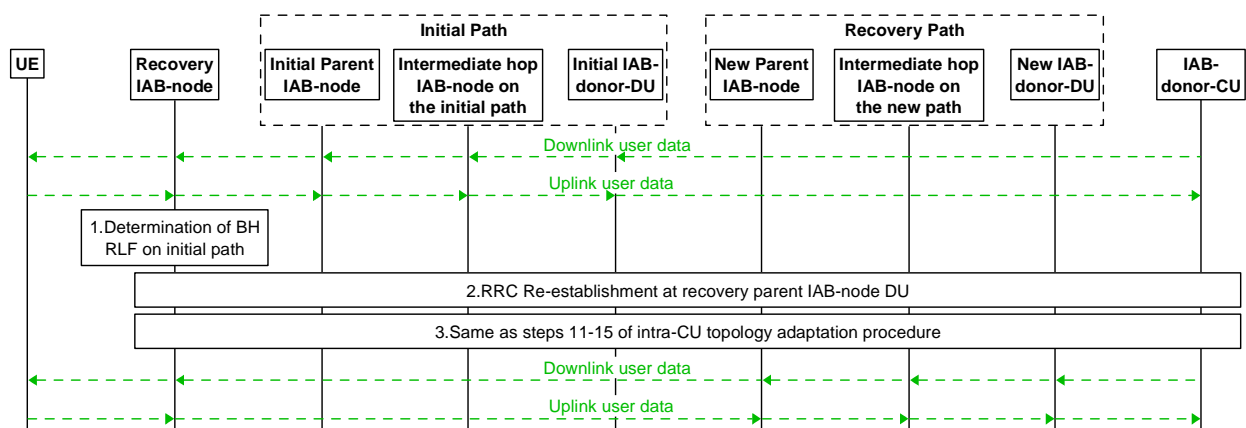 Initial Path
Recovery Path
UE
Recovery
IAB-node
Initial Parent
IAB-node
Intermediate hop
IAB-node on
the initial path
Initial IAB-
donor-DU
New Parent
IAB-node
Intermediate hop
IAB-node on
the new path
New IAB-
donor-DU
IAB-
donor-CU
Downlink user data
Uplink user data
1.Determination of BH
RLF on initial path
2.RRC Re-establishment at recovery parent IAB-node DU
3.Same as steps 11-15 of intra-CU topology adaptation procedure
Downlink user data
Uplink user data